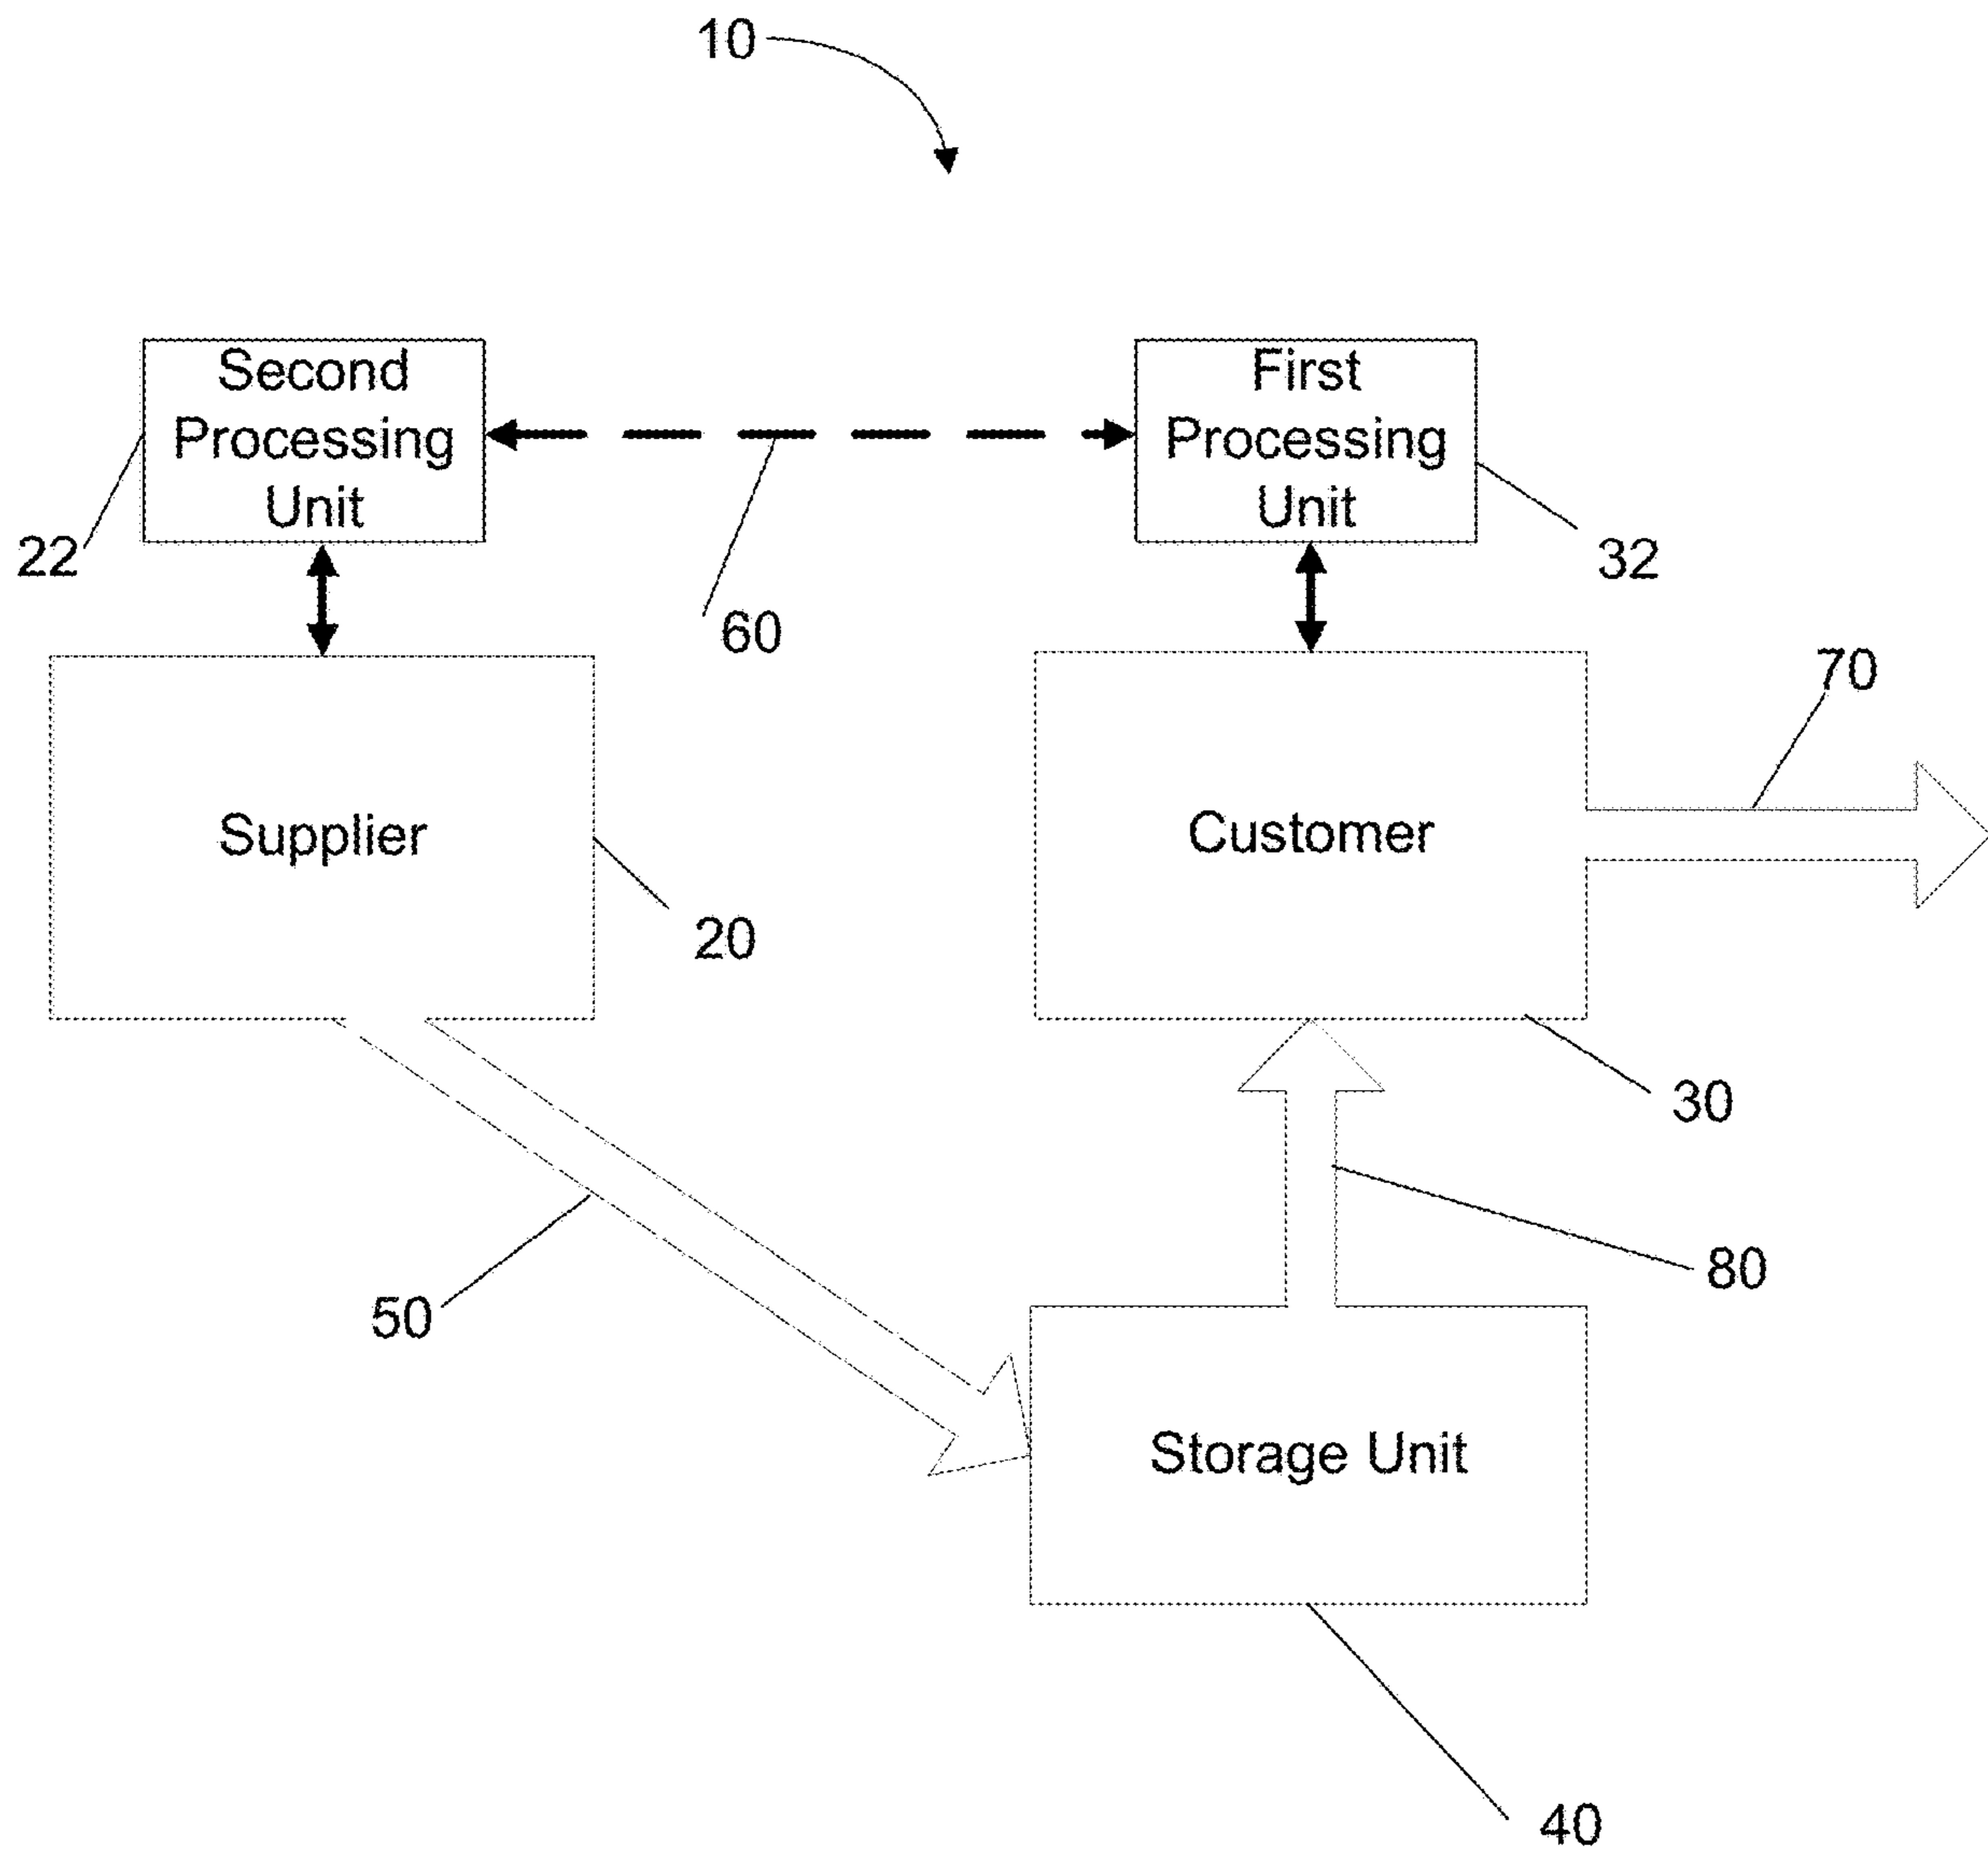 10
Second
Processing
Unit
First
Processing
Unit
22
32
60
70
Supplier
Customer
20
30
80
50
Storage Unit
40